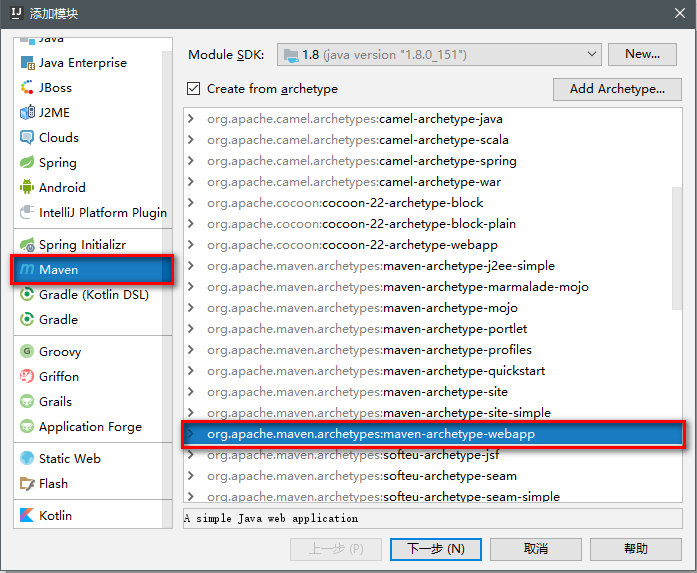 添加模块
Java
Java Enterprise
JBoss
J2ME
Clouds
Spring
Android
IntelliJ Platform Plugin
Spring Initializr
Maven
Gradle (Kotlin DSL)
Gradle
Groovy
Griffon
Grails
Application Forge
Static Web
Flash
Kotlin
Module SDK: 1.8 (java version "1.8.0_151") New...
Create from archetype Add Archetype...
org.apache.camel.archetypes:camel-archetype-java
org.apache.camel.archetypes:camel-archetype-scala
org.apache.camel.archetypes:camel-archetype-spring
org.apache.camel.archetypes:camel-archetype-war
org.apache.cocoon:cocoon-22-archetype-block
org.apache.cocoon:cocoon-22-archetype-block-plain
org.apache.cocoon:cocoon-22-archetype-webapp
org.apache.maven.archetypes:maven-archetype-j2ee-simple
org.apache.maven.archetypes:maven-archetype-marmalade-mojo
org.apache.maven.archetypes:maven-archetype-mojo
org.apache.maven.archetypes:maven-archetype-portlet
org.apache.maven.archetypes:maven-archetype-profiles
org.apache.maven.archetypes:maven-archetype-quickstart
org.apache.maven.archetypes:maven-archetype-site
org.apache.maven.archetypes:maven-archetype-site-simple
org.apache.maven.archetypes:maven-archetype-webapp
org.apache.maven.archetypes:softeu-archetype-jsf
org.apache.maven.archetypes:softeu-archetype-seam
org.apache.maven.archetypes:softeu-archetype-seam-simple
A simple Java web application
上一步 (P) 下一步 (N) 取消 帮助